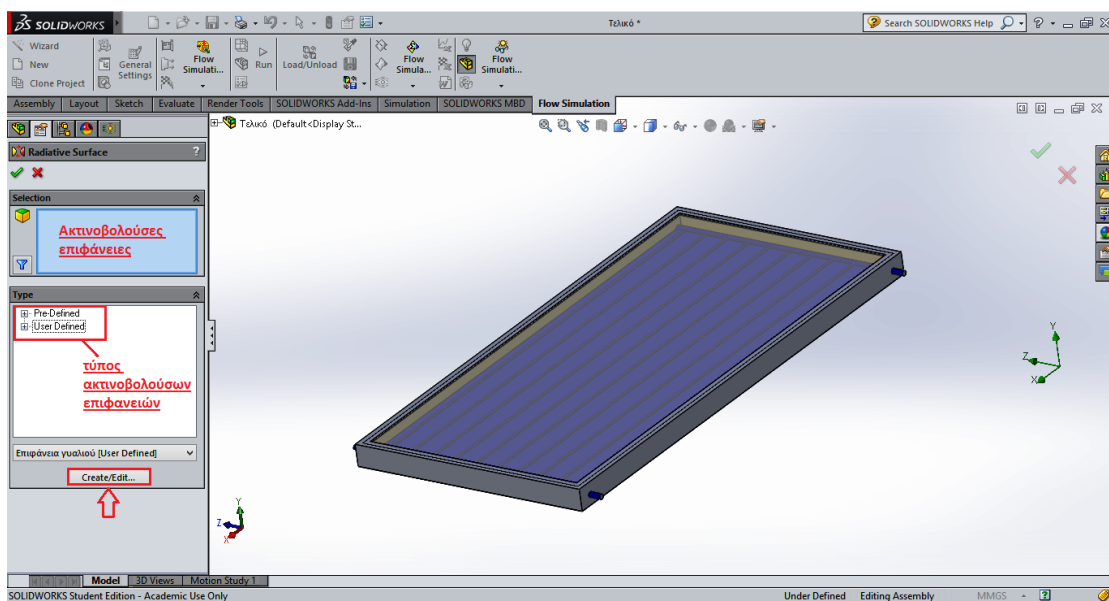 SOLIDWORKS
Τελικό *
Search SOLIDWORKS Help
Wizard
New
Clone Project
General Settings
Flow Simulati...
Run
Load/Unload
Flow Simula...
Flow Simulati...
Assembly Layout Sketch Evaluate Render Tools SOLIDWORKS Add-Ins Simulation SOLIDWORKS MBD Flow Simulation
Τελικό (Default<Display St...
Radiative Surface ?
Selection
Ακτινοβολούσες
επιφάνειες
Type
Pre-Defined
User Defined
τύπος
ακτινοβολούσων
επιφανειών
Επιφάνεια γυαλιού [User Defined]
Create/Edit...
Y
Z
X
Y
Z
X
Model 3D Views Motion Study 1
SOLIDWORKS Student Edition - Academic Use Only
Under Defined Editing Assembly MMGS